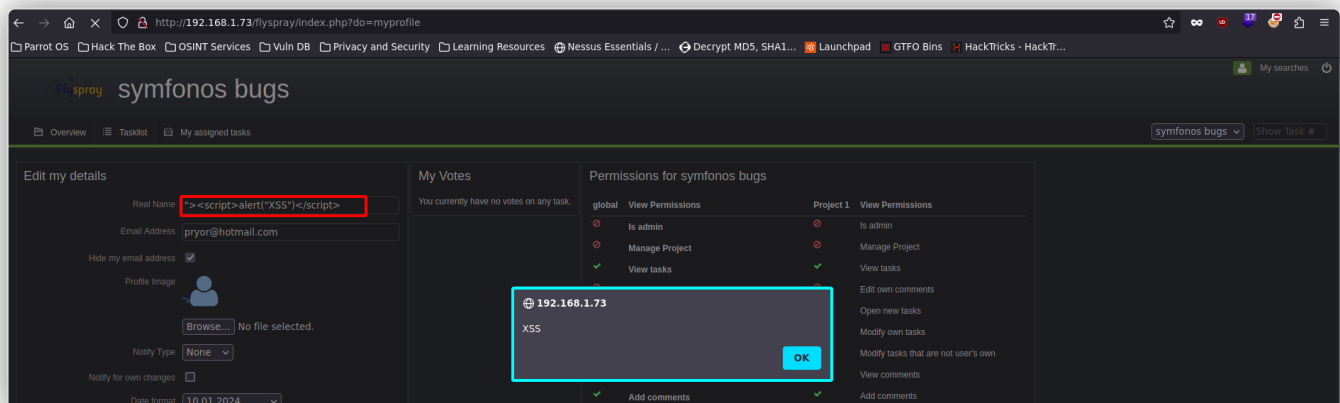 http://192.168.1.73/flyspray/index.php?do=myprofile
17
Parrot OS Hack The Box OSINT Services Vuln DB Privacy and Security Learning Resources Nessus Essentials / ... Decrypt MD5, SHA1... Launchpad GTFO Bins HackTricks - HackTr...
My searches
Flyspray symfonos bugs
Overview Tasklist My assigned tasks
symfonos bugs Show Task #
Edit my details
Real Name "><script>alert("XSS")</script>
Email Address pryor@hotmail.com
Hide my email address
Profile Image
">
Browse... No file selected.
Notify Type None
Notify for own changes
Date format 10.01.2024
My Votes
You currently have no votes on any task.
Permissions for symfonos bugs
global View Permissions Project 1 View Permissions
Is admin Is admin
Manage Project Manage Project
View tasks View tasks
Edit own comments
Open new tasks
Modify own tasks
Modify tasks that are not user's own
View comments
Add comments Add comments
192.168.1.73
XSS
OK